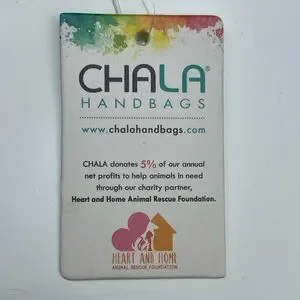 CHALA®
HANDBAGS
www.chalahandbags.com
CHALA donates 5% of our annual
net profits to help animals in need
through our charity partner,
Heart and Home Animal Rescue Foundation.
HEART AND HOME
ANIMAL RESCUE FOUNDATION